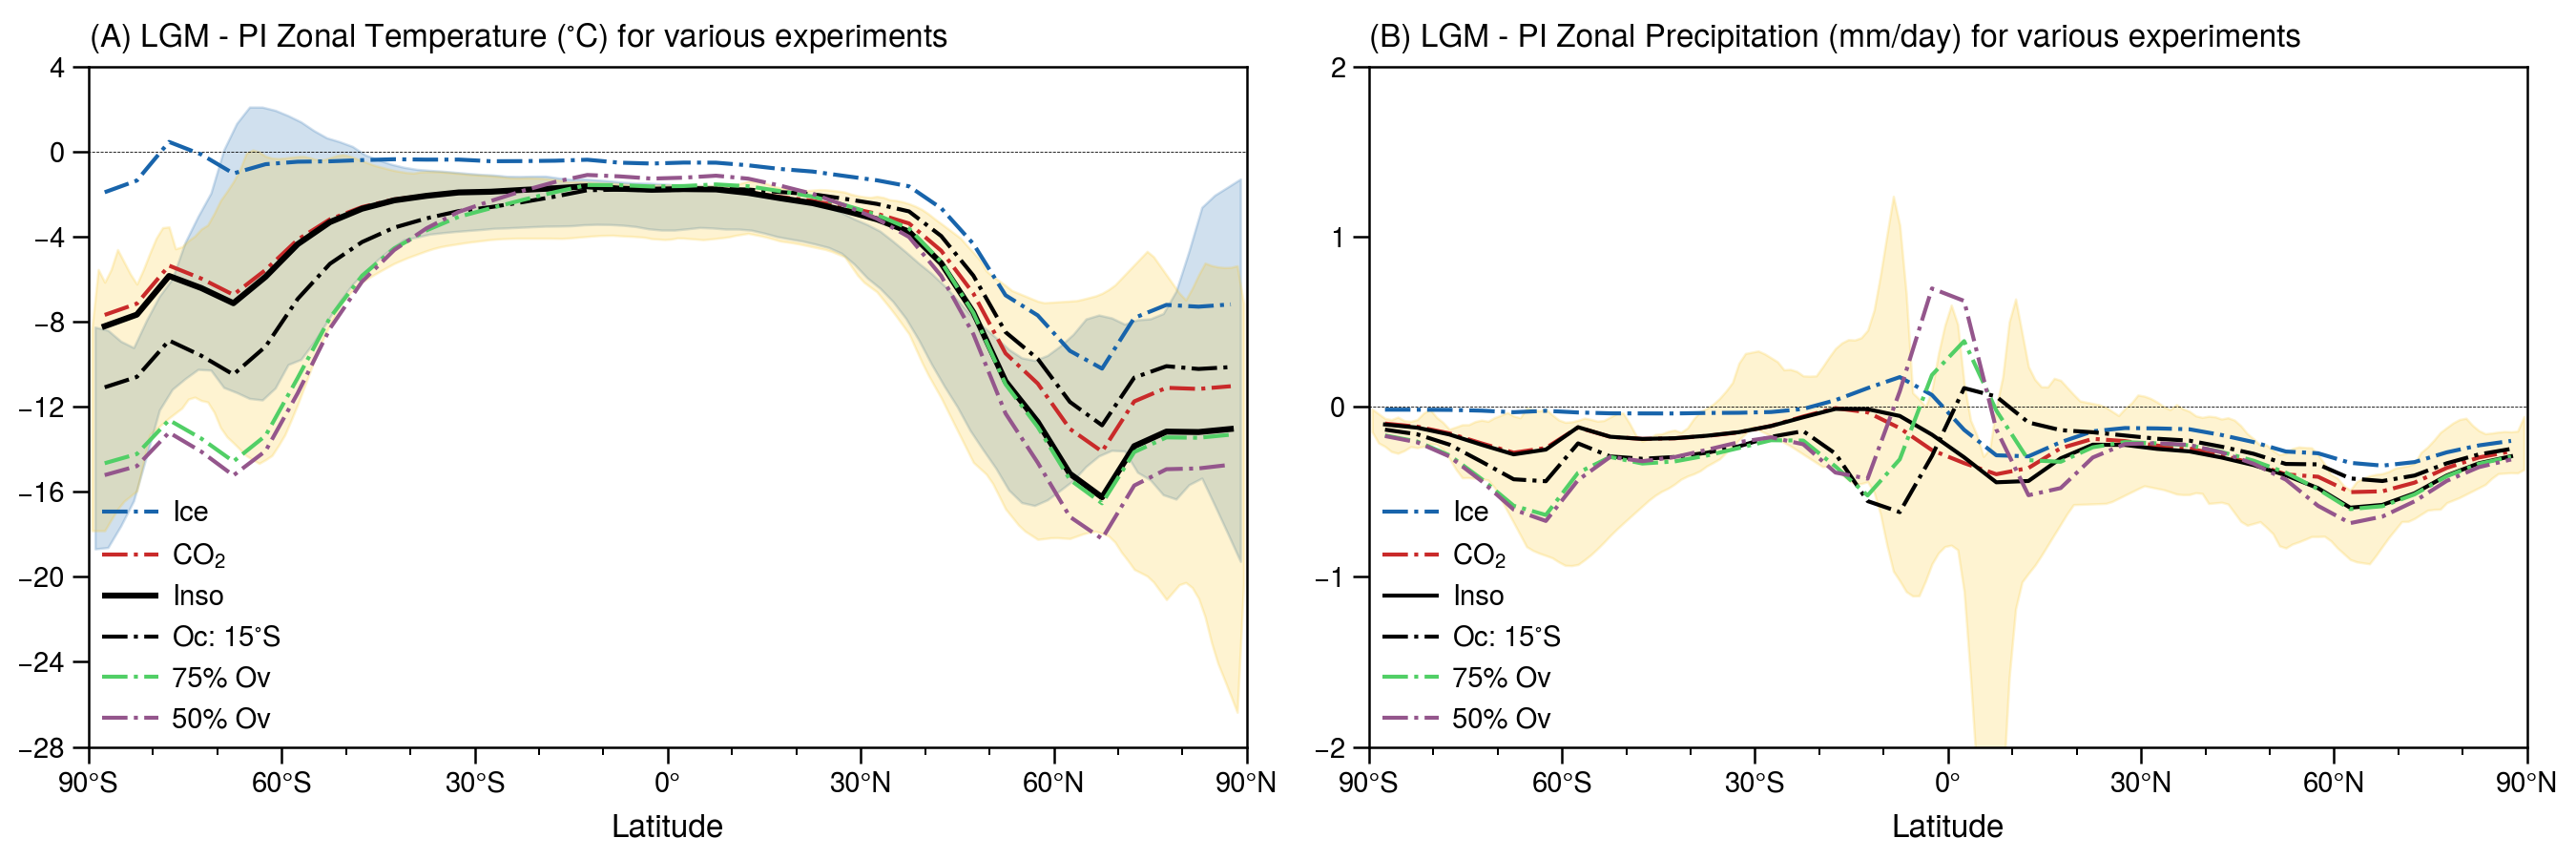 (A) LGM - PI Zonal Temperature (°C) for various experiments
4
0
−4
−8
−12
−16
−20
−24
−28
Ice
CO₂
Inso
Oc: 15°S
75% Ov
50% Ov
90°S 60°S 30°S 0° 30°N 60°N 90°N
Latitude
(B) LGM - PI Zonal Precipitation (mm/day) for various experiments
2
1
0
−1
−2
Ice
CO₂
Inso
Oc: 15°S
75% Ov
50% Ov
90°S 60°S 30°S 0° 30°N 60°N 90°N
Latitude